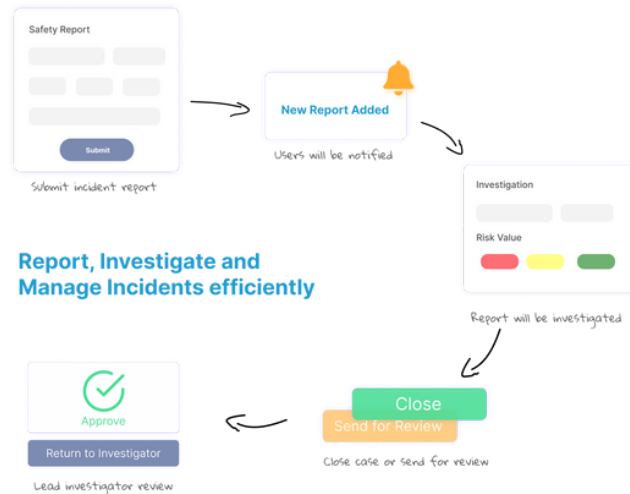 Safety Report
Submit
Submit incident report
New Report Added
Users will be notified
Investigation
Risk Value
Report will be investigated
Report, Investigate and
Manage Incidents efficiently
Close
Send for Review
Close case or send for review
Approve
Return to Investigator
Lead investigator review